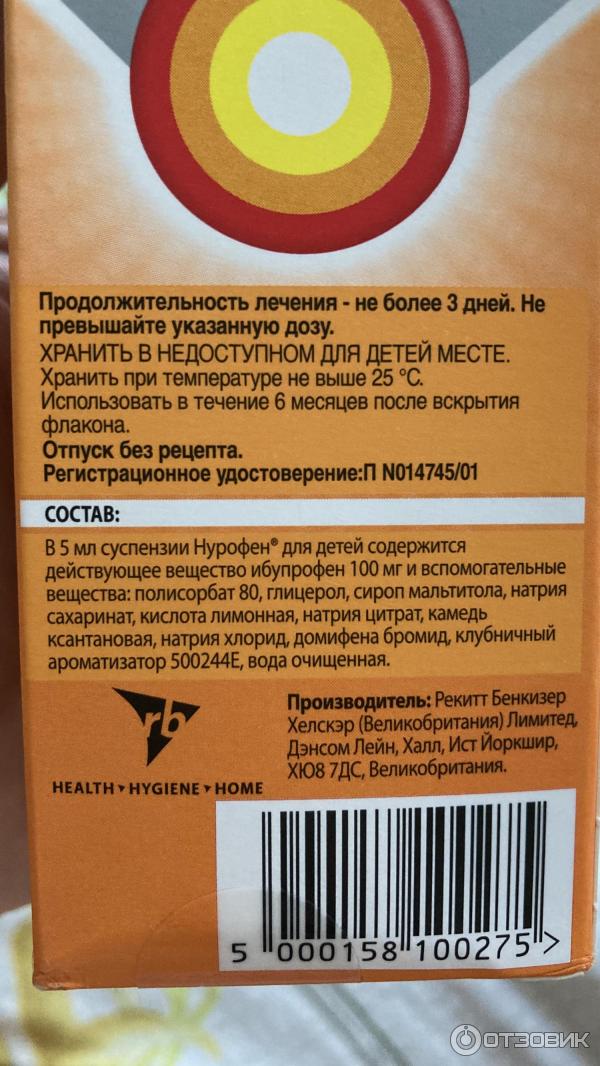 Продолжительность лечения - не более 3 дней. Не
превышайте указанную дозу.
ХРАНИТЬ В НЕДОСТУПНОМ ДЛЯ ДЕТЕЙ МЕСТЕ.
Хранить при температуре не выше 25 °C.
Использовать в течение 6 месяцев после вскрытия
флакона.
Отпуск без рецепта.
Регистрационное удостоверение:П N014745/01
СОСТАВ:
В 5 мл суспензии Нурофен® для детей содержится
действующее вещество ибупрофен 100 мг и вспомогательные
вещества: полисорбат 80, глицерол, сироп мальтитола, натрия
сахаринат, кислота лимонная, натрия цитрат, камедь
ксантановая, натрия хлорид, домифена бромид, клубничный
ароматизатор 500244Е, вода очищенная.
rb
HEALTH HYGIENE HOME
Производитель: Рекитт Бенкизер
Хелскэр (Великобритания) Лимитед,
Дэнсом Лейн, Халл, Ист Йоркшир,
ХЮ8 7ДС, Великобритания.
5 000158 100275 >
ОТЗОВИК